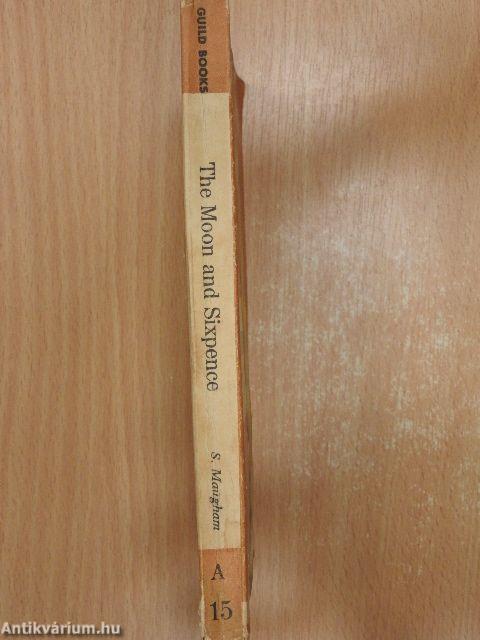 GUILD BOOKS
The Moon and Sixpence
S. Maugham
A
15
Antikvárium.hu